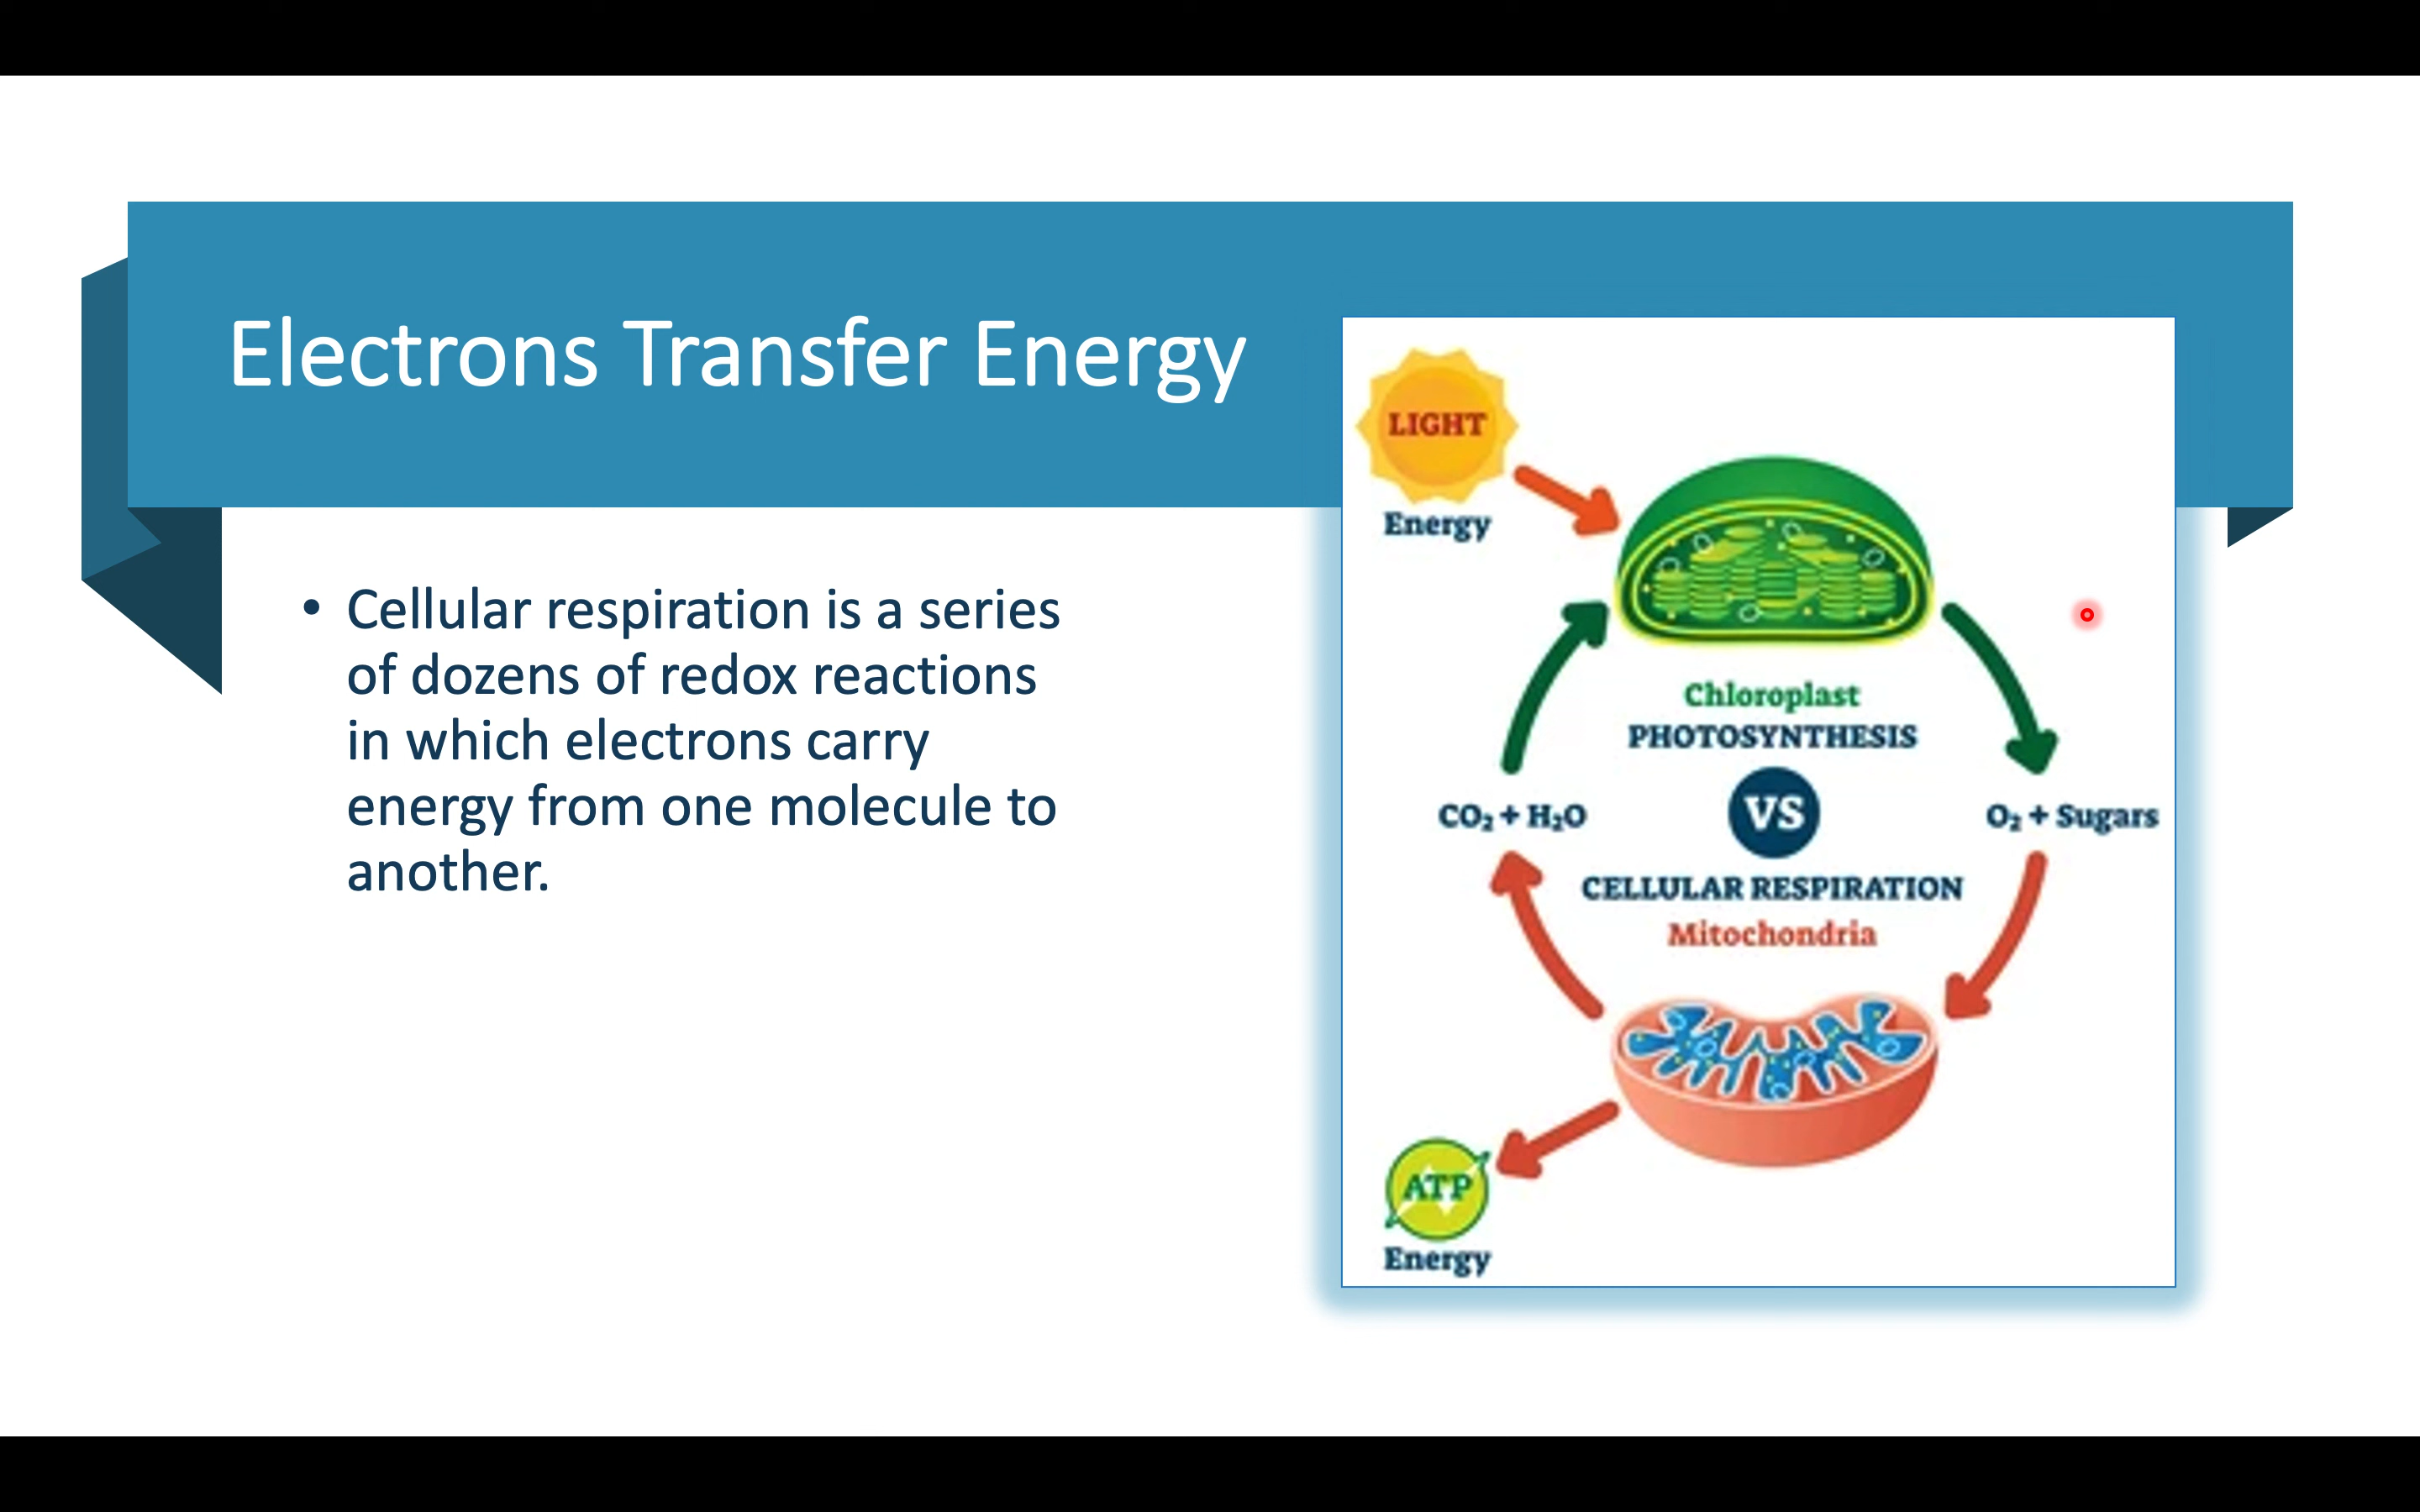 Electrons Transfer Energy
• Cellular respiration is a series
of dozens of redox reactions
in which electrons carry
energy from one molecule to
another.
LIGHT
Energy
Chloroplast
PHOTOSYNTHESIS
CO₂ + H₂O
VS
O₂ + Sugars
CELLULAR RESPIRATION
Mitochondria
ATP
Energy